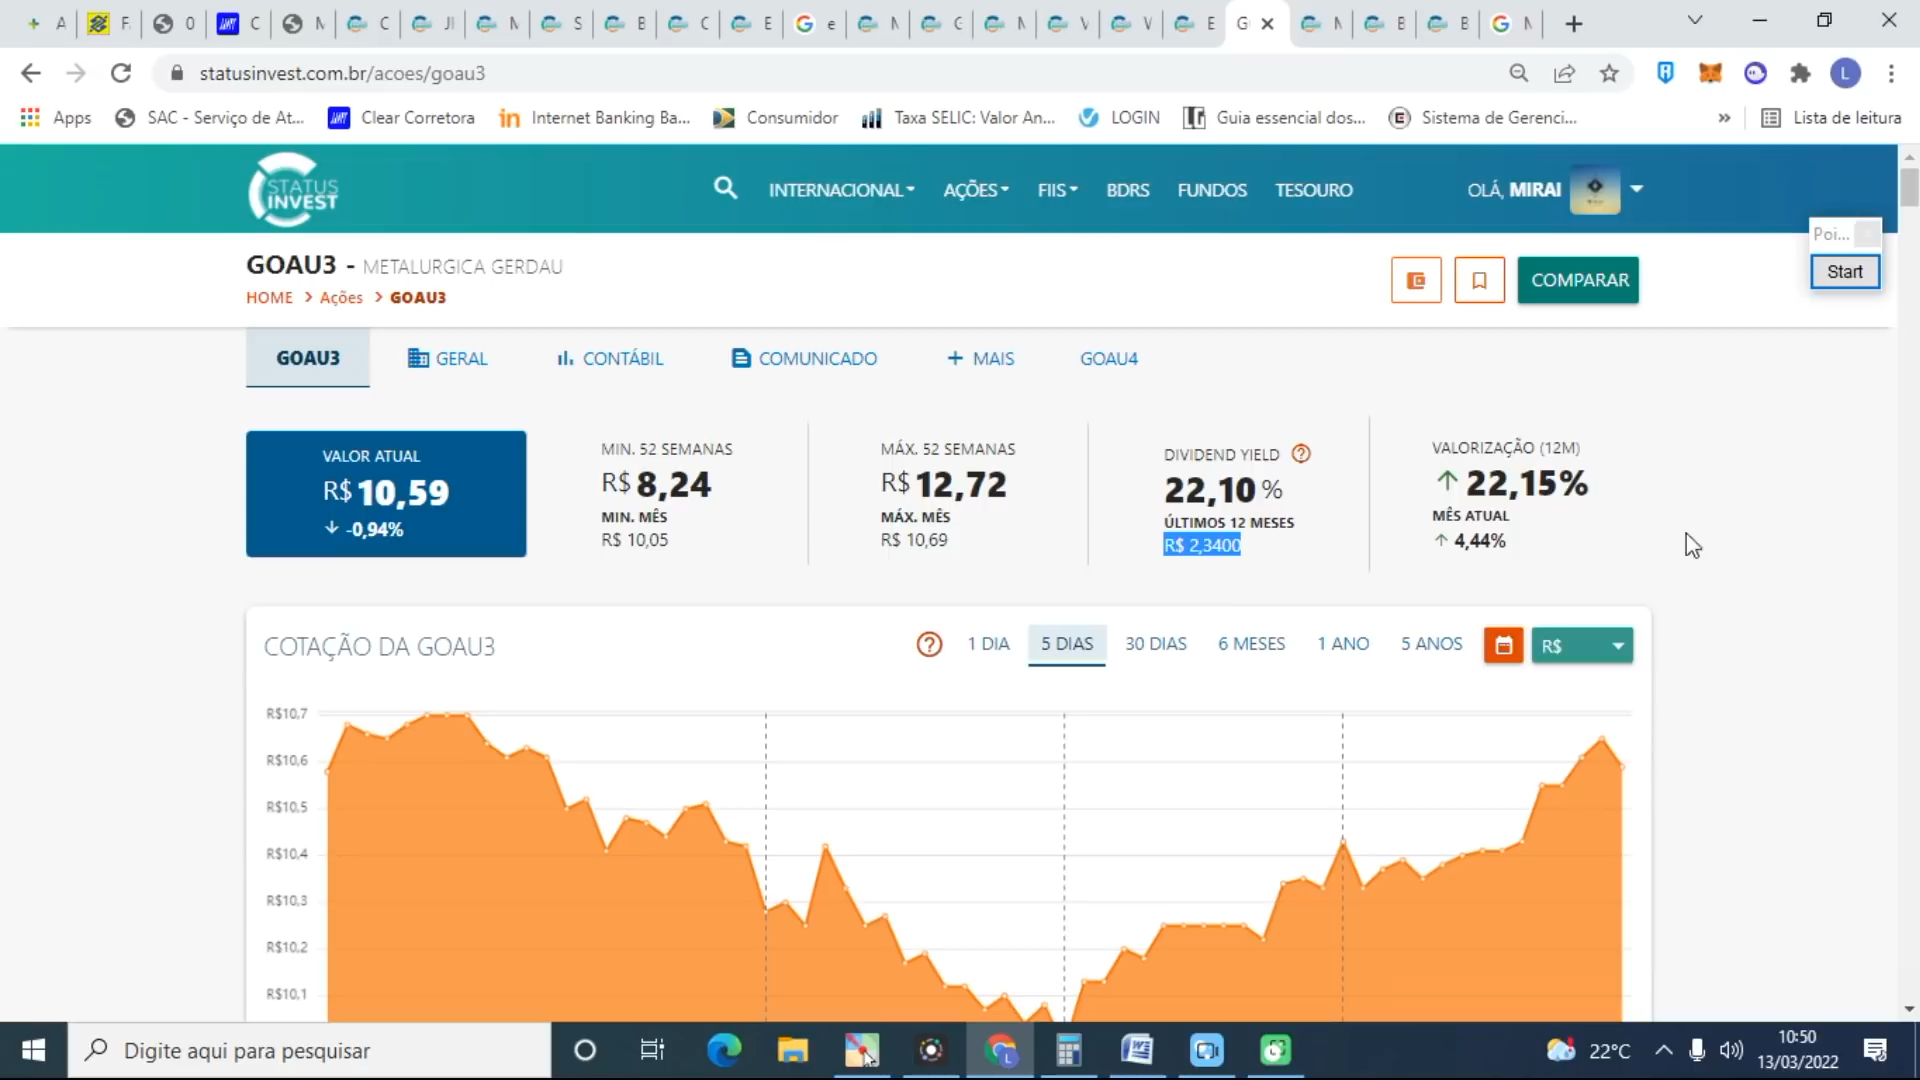 statusinvest.com.br/acoes/goau3
Apps SAC - Serviço de At... Clear Corretora Internet Banking Ba... Consumidor Taxa SELIC: Valor An... LOGIN Guia essencial dos... Sistema de Gerenci... » Lista de leitura
STATUS
INVEST
INTERNACIONAL AÇÕES FIIS BDRS FUNDOS TESOURO OLÁ, MIRAI
Poi...
Start
GOAU3 - METALURGICA GERDAU
HOME > Ações > GOAU3
COMPARAR
GOAU3 GERAL CONTÁBIL COMUNICADO + MAIS GOAU4
VALOR ATUAL
R$ 10,59
-0,94%
MIN. 52 SEMANAS
R$ 8,24
MIN. MÊS
R$ 10,05
MÁX. 52 SEMANAS
R$ 12,72
MÁX. MÊS
R$ 10,69
DIVIDEND YIELD ?
22,10 %
ÚLTIMOS 12 MESES
R$ 2,3400
VALORIZAÇÃO (12M)
22,15%
MÊS ATUAL
4,44%
COTAÇÃO DA GOAU3
? 1 DIA 5 DIAS 30 DIAS 6 MESES 1 ANO 5 ANOS R$
R$10,7
R$10,6
R$10,5
R$10,4
R$10,3
R$10,2
R$10,1
Digite aqui para pesquisar
22°C
10:50
13/03/2022